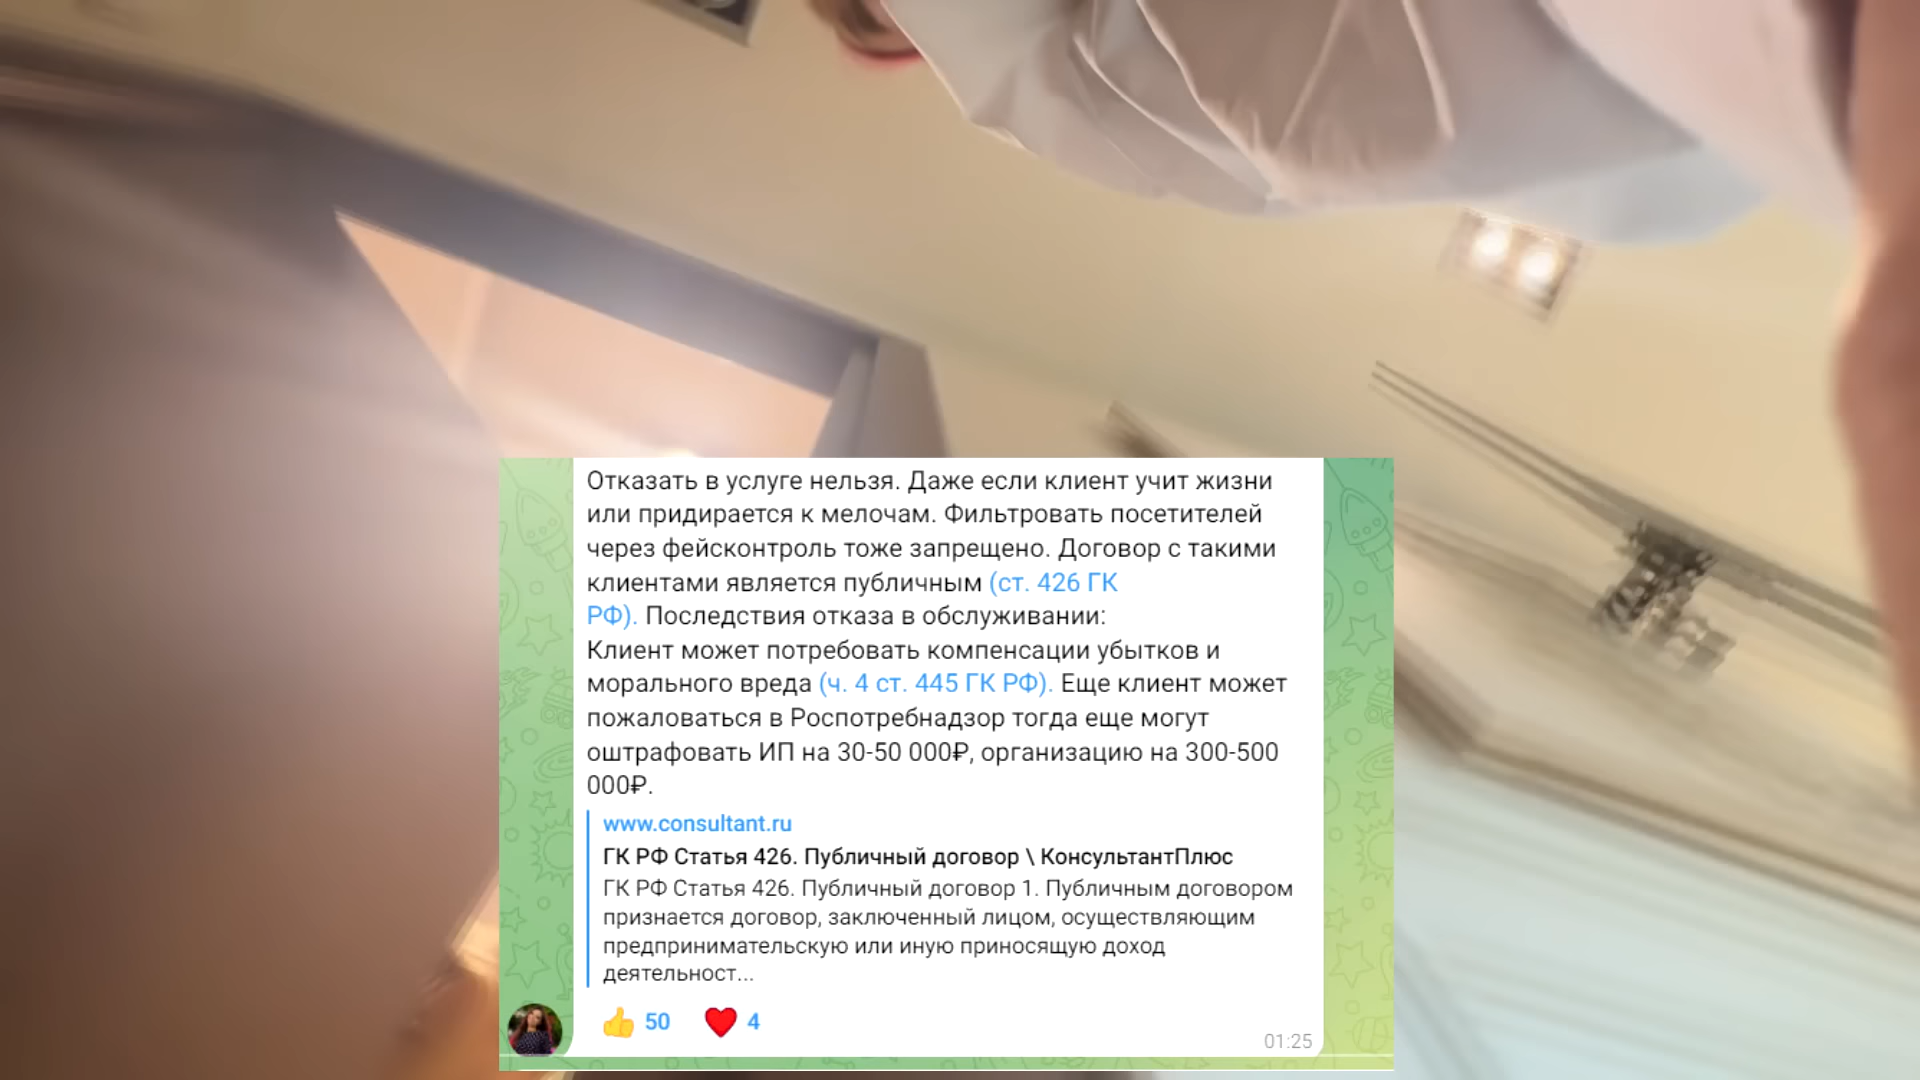 Отказать в услуге нельзя. Даже если клиент учит жизни
или придирается к мелочам. Фильтровать посетителей
через фейсконтроль тоже запрещено. Договор с такими
клиентами является публичным (ст. 426 ГК
РФ). Последствия отказа в обслуживании:
Клиент может потребовать компенсации убытков и
морального вреда (ч. 4 ст. 445 ГК РФ). Еще клиент может
пожаловаться в Роспотребнадзор тогда еще могут
оштрафовать ИП на 30-50 000₽, организацию на 300-500
000₽.
www.consultant.ru
ГК РФ Статья 426. Публичный договор \ КонсультантПлюс
ГК РФ Статья 426. Публичный договор 1. Публичным договором
признается договор, заключенный лицом, осуществляющим
предпринимательскую или иную приносящую доход
деятельност...
50 4
01:25